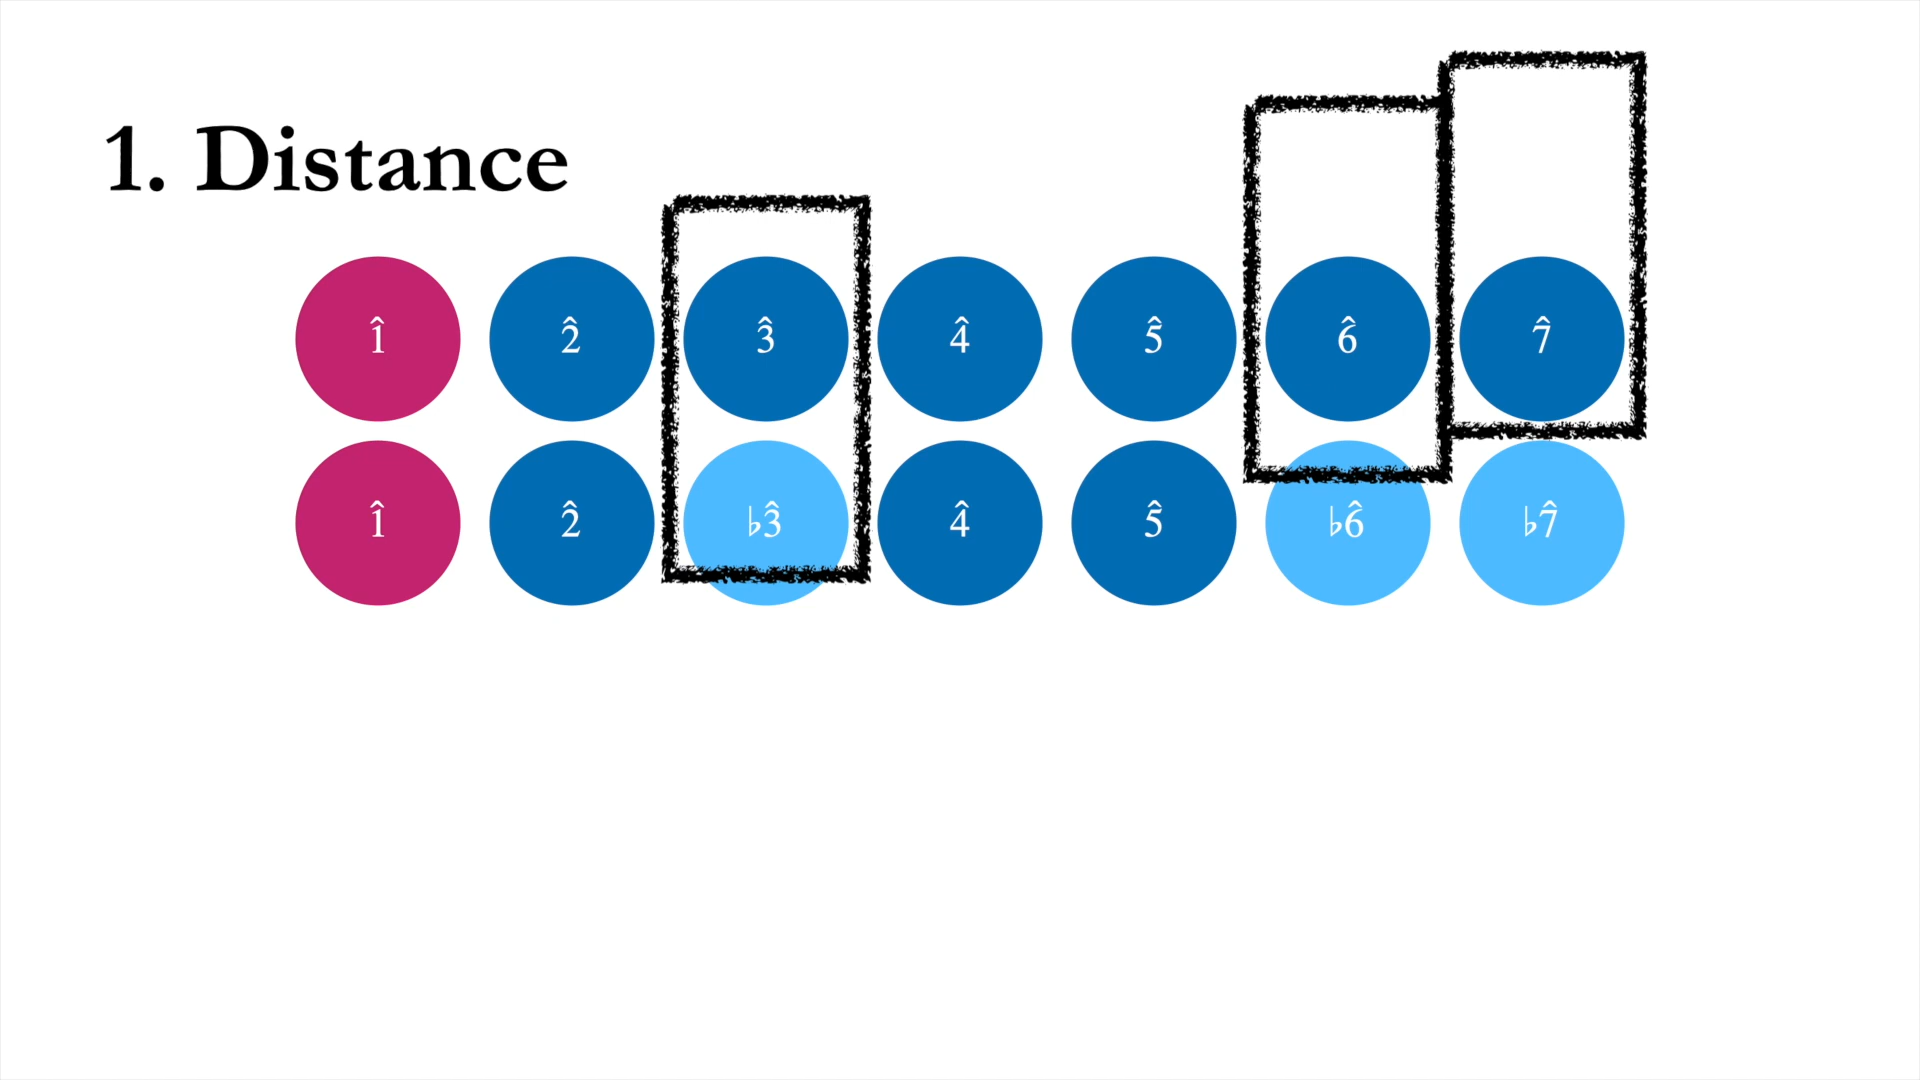 1. Distance
1̂ 2̂ 3̂ 4̂ 5̂ 6̂ 7̂
1̂ 2̂ ♭3̂ 4̂ 5̂ ♭6̂ ♭7̂